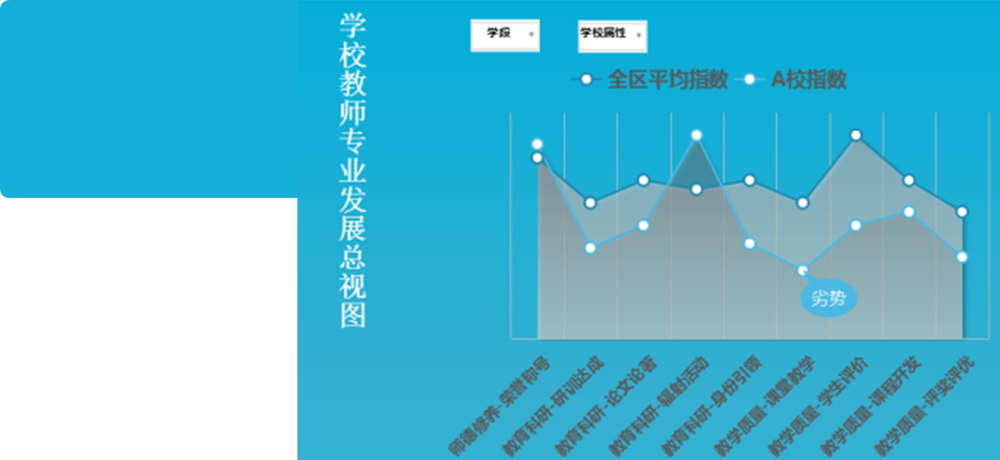 学校教师专业发展总视图
学段
学校属性
全区平均指数
A校指数
劣势
师德修养-荣誉称号
教育科研-研训达成
教育科研-论文论著
教育科研-辐射活动
教育科研-身份引领
教学质量-课堂教学
教学质量-学生评价
教学质量-课程开发
教学质量-评奖评优